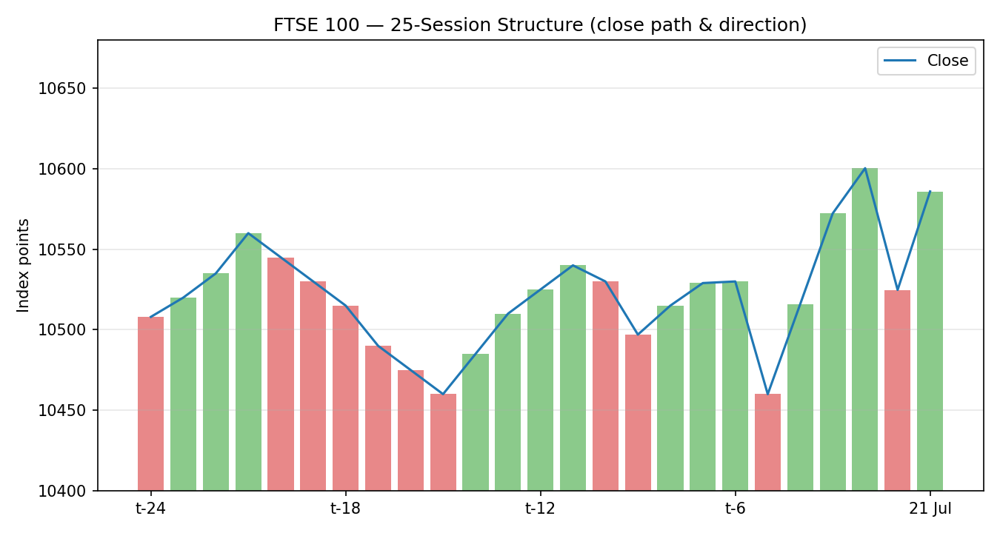 FTSE 100 — 25-Session Structure (close path & direction)
Close
Index points
10650
10600
10550
10500
10450
10400
t-24
t-18
t-12
t-6
21 Jul